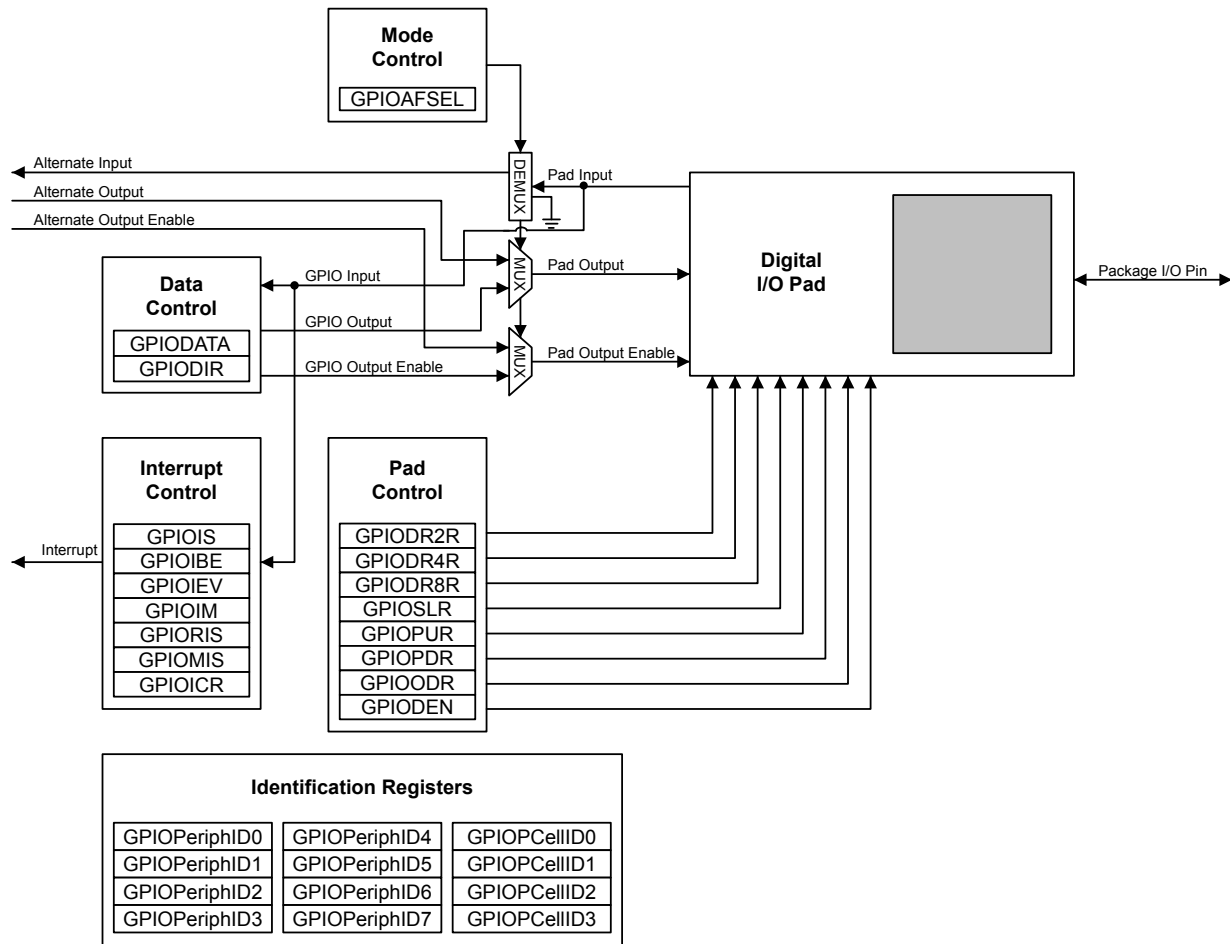 Mode
Control
GPIOAFSEL
Alternate Input
Alternate Output
Alternate Output Enable
DEMUX
Pad Input
MUX
Pad Output
MUX
Pad Output Enable
Digital
I/O Pad
Package I/O Pin
Data
Control
GPIODATA
GPIODIR
GPIO Input
GPIO Output
GPIO Output Enable
Interrupt
Control
GPIOIS
GPIOIBE
GPIOIEV
GPIOIM
GPIORIS
GPIOMIS
GPIOICR
Interrupt
Pad
Control
GPIODR2R
GPIODR4R
GPIODR8R
GPIOSLR
GPIOPUR
GPIOPDR
GPIOODR
GPIODEN
Identification Registers
GPIOPeriphID0
GPIOPeriphID1
GPIOPeriphID2
GPIOPeriphID3
GPIOPeriphID4
GPIOPeriphID5
GPIOPeriphID6
GPIOPeriphID7
GPIOPCellID0
GPIOPCellID1
GPIOPCellID2
GPIOPCellID3